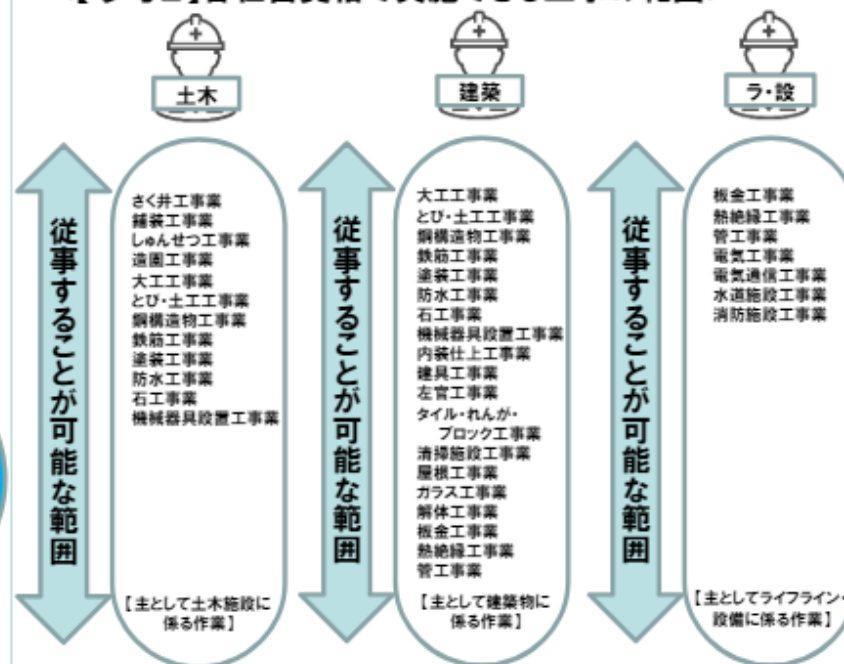 土木
従事することが可能な範囲
さく井工事業
舗装工事業
しゅんせつ工事業
造園工事業
大工工事業
とび・土工工事業
鋼構造物工事業
鉄筋工事業
塗装工事業
防水工事業
石工事業
機械器具設置工事業
【主として土木施設に
係る作業】
建築
従事することが可能な範囲
大工工事業
とび・土工工事業
鋼構造物工事業
鉄筋工事業
塗装工事業
防水工事業
石工事業
機械器具設置工事業
内装仕上工事業
建具工事業
左官工事業
タイル・れんが・
ブロック工事業
清掃施設工事業
屋根工事業
ガラス工事業
解体工事業
板金工事業
熱絶縁工事業
管工事業
【主として建築物に
係る作業】
ラ・設
従事することが可能な範囲
板金工事業
熱絶縁工事業
管工事業
電気工事業
電気通信工事業
水道施設工事業
消防施設工事業
【主としてライフライン・
設備に係る作業】